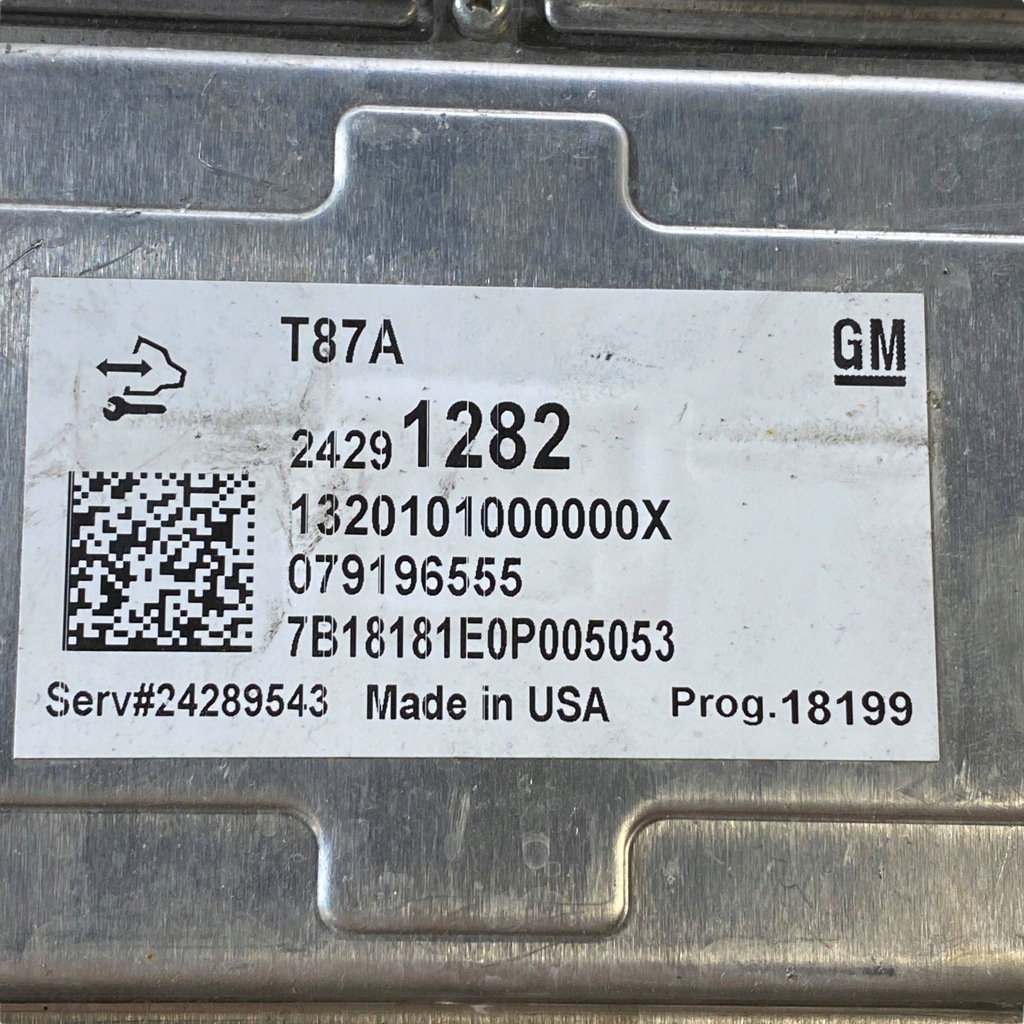 T87A
GM
24291282
1320101000000X
079196555
7B18181E0P005053
Serv#24289543 Made in USA Prog.18199